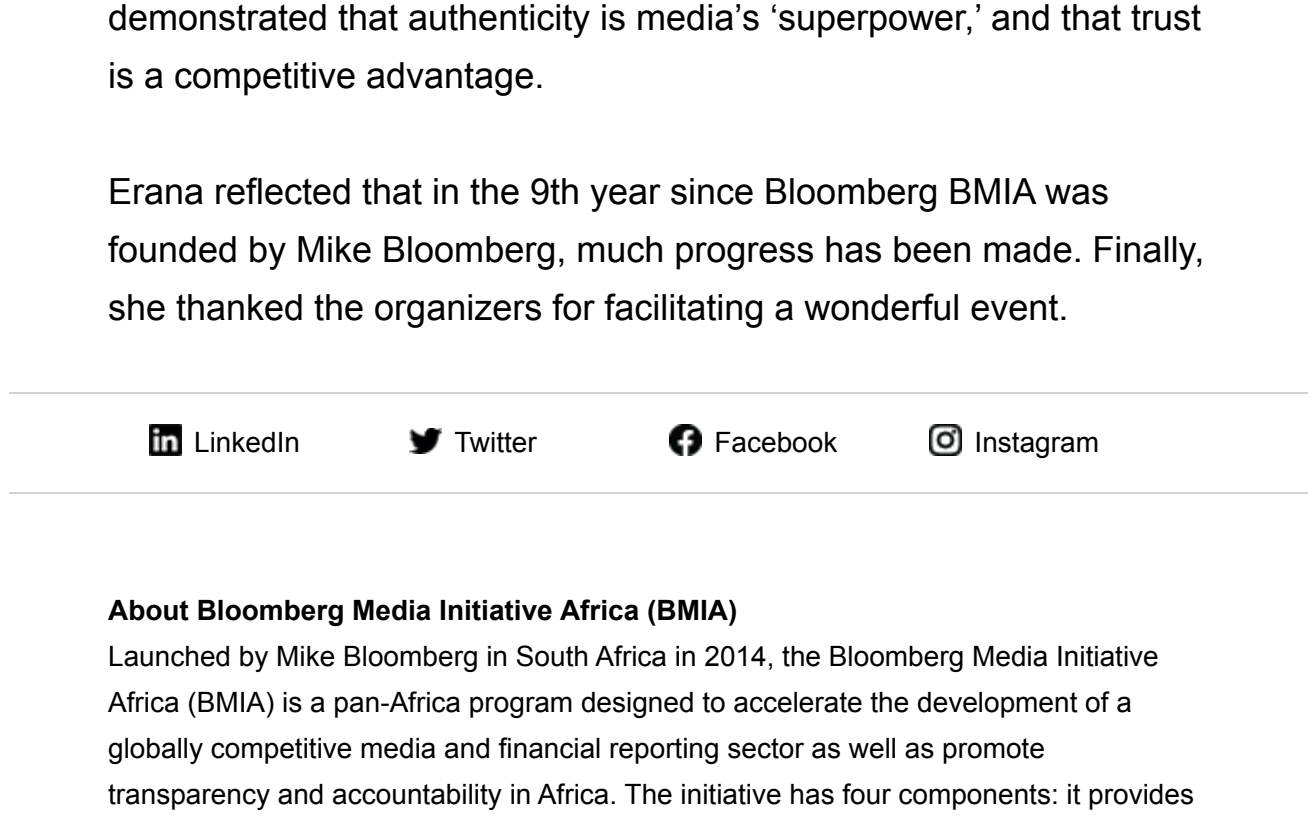 demonstrated that authenticity is media’s ‘superpower,’ and that trust
is a competitive advantage.
Erana reflected that in the 9th year since Bloomberg BMIA was
founded by Mike Bloomberg, much progress has been made. Finally,
she thanked the organizers for facilitating a wonderful event.
LinkedIn Twitter Facebook Instagram
About Bloomberg Media Initiative Africa (BMIA)
Launched by Mike Bloomberg in South Africa in 2014, the Bloomberg Media Initiative
Africa (BMIA) is a pan-Africa program designed to accelerate the development of a
globally competitive media and financial reporting sector as well as promote
transparency and accountability in Africa. The initiative has four components: it provides